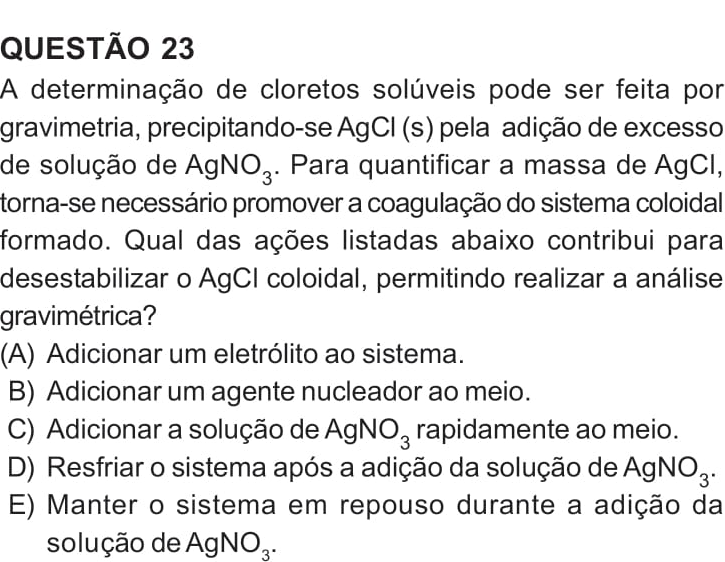 QUESTÃO 23
A determinação de cloretos solúveis pode ser feita por
gravimetria, precipitando-se AgCl (s) pela adição de excesso
de solução de AgNO₃. Para quantificar a massa de AgCl,
torna-se necessário promover a coagulação do sistema coloidal
formado. Qual das ações listadas abaixo contribui para
desestabilizar o AgCl coloidal, permitindo realizar a análise
gravimétrica?
(A) Adicionar um eletrólito ao sistema.
B) Adicionar um agente nucleador ao meio.
C) Adicionar a solução de AgNO₃ rapidamente ao meio.
D) Resfriar o sistema após a adição da solução de AgNO₃.
E) Manter o sistema em repouso durante a adição da
solução de AgNO₃.